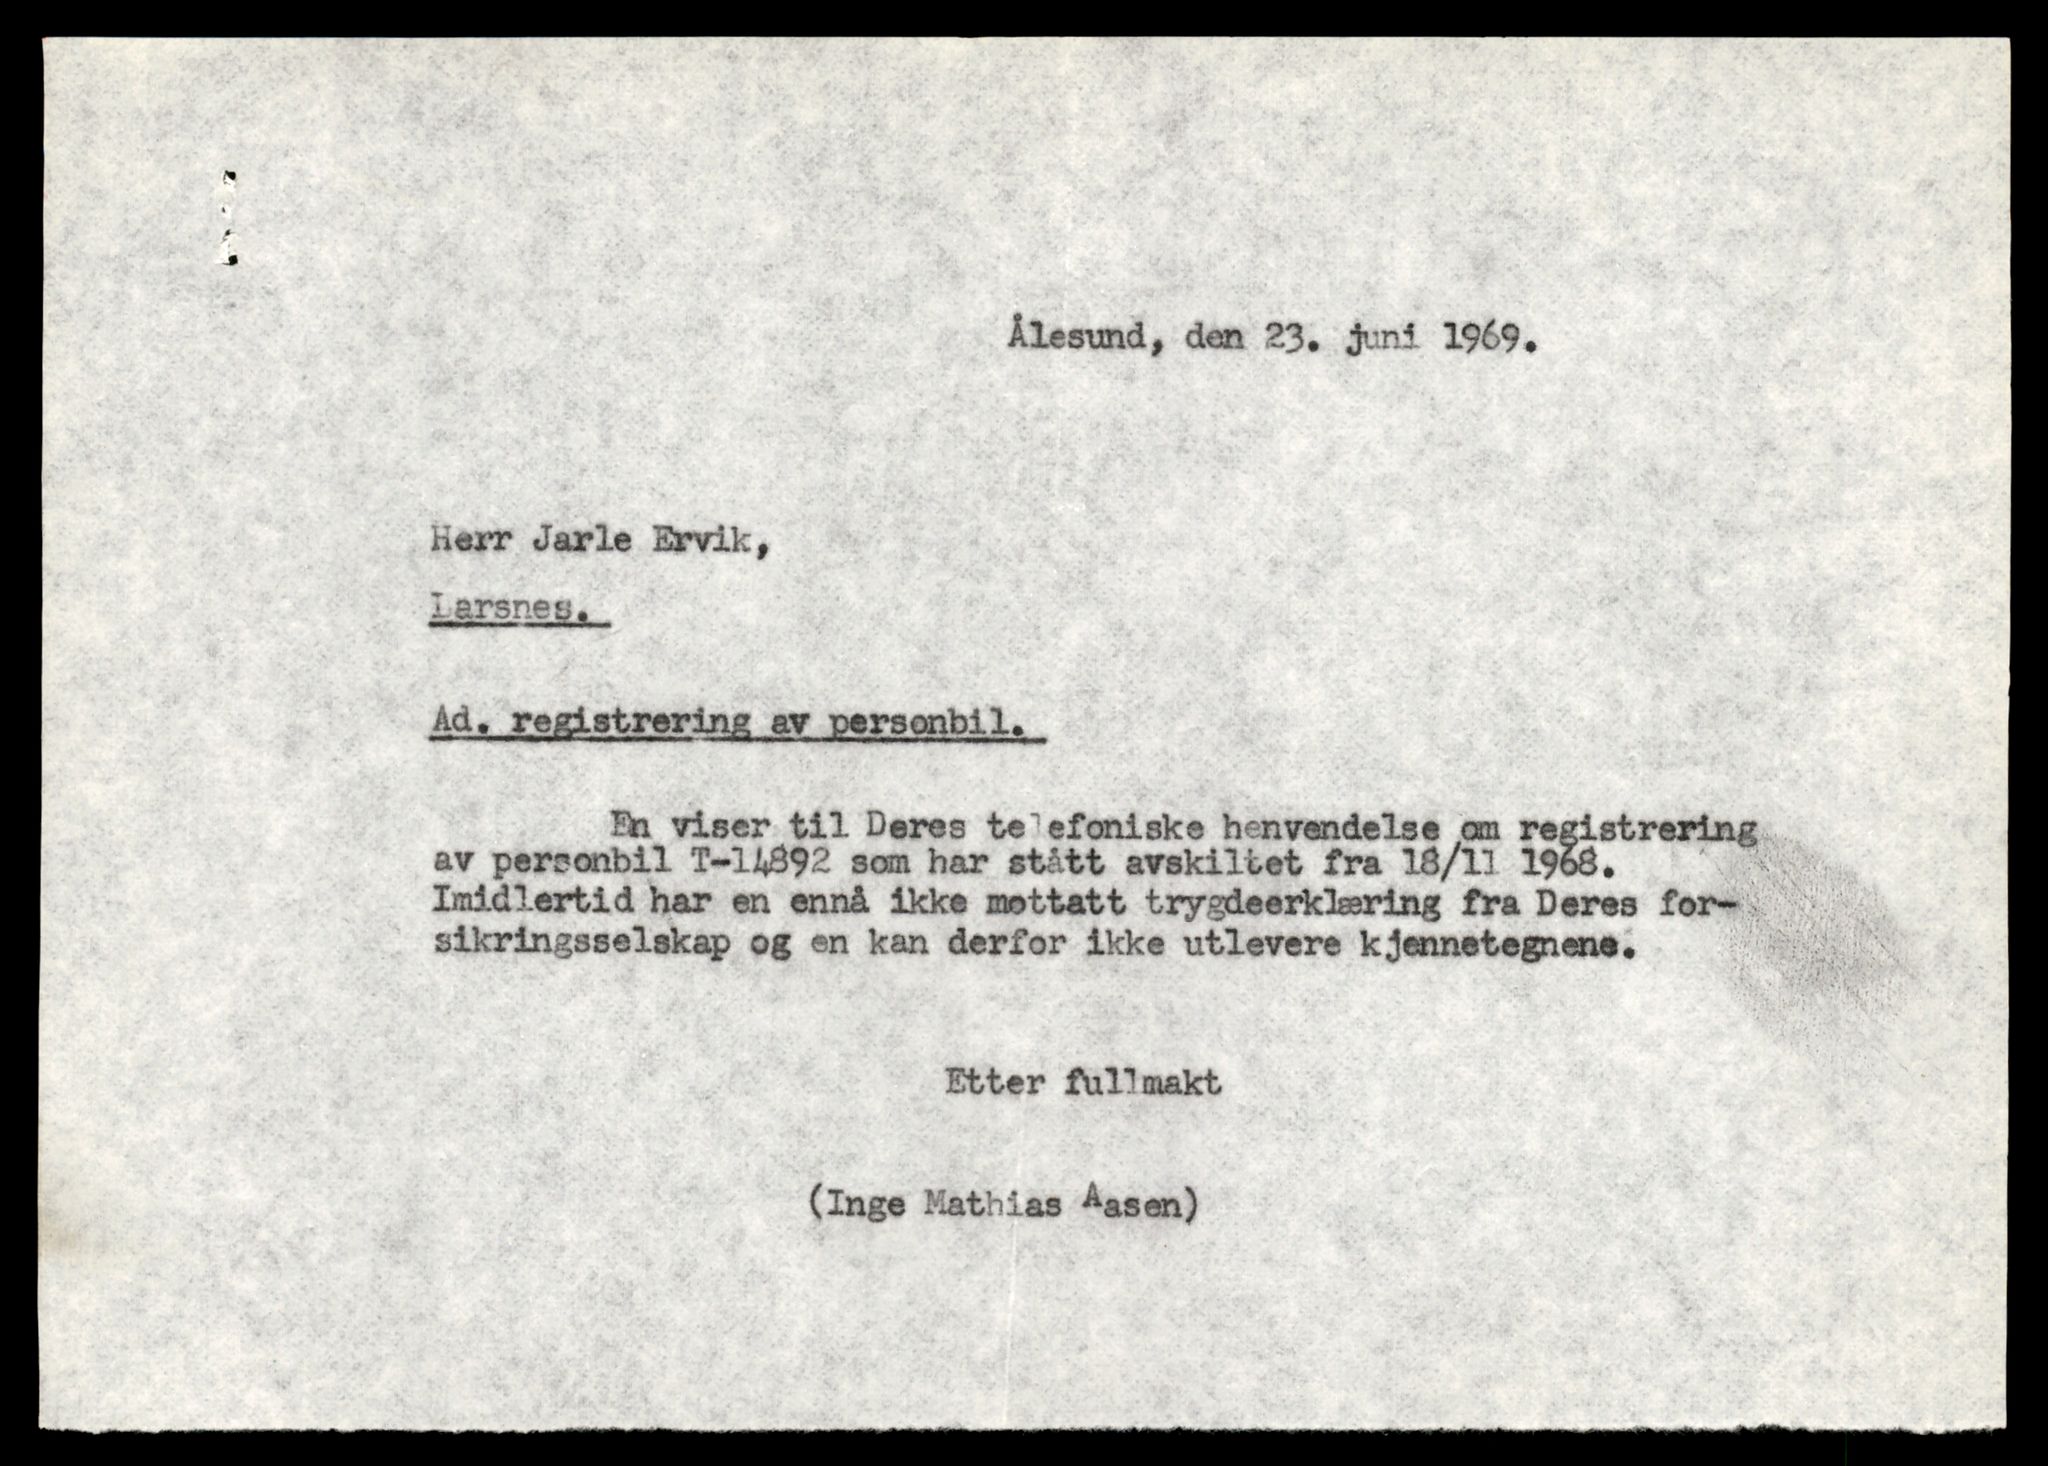 Ålesund, den 23. juni 1969.
Herr Jarle Ervik,
Larsnes.
Ad. registrering av personbil.
En viser til Deres telefoniske henvendelse om registrering
av personbil T-14892 som har stått avskiltet fra 18/11 1968.
Imidlertid har en ennå ikke mottatt trygdeerklæring fra Deres for-
sikringsselskap og en kan derfor ikke utlevere kjennetegnene.
Etter fullmakt
(Inge Mathias Aasen)